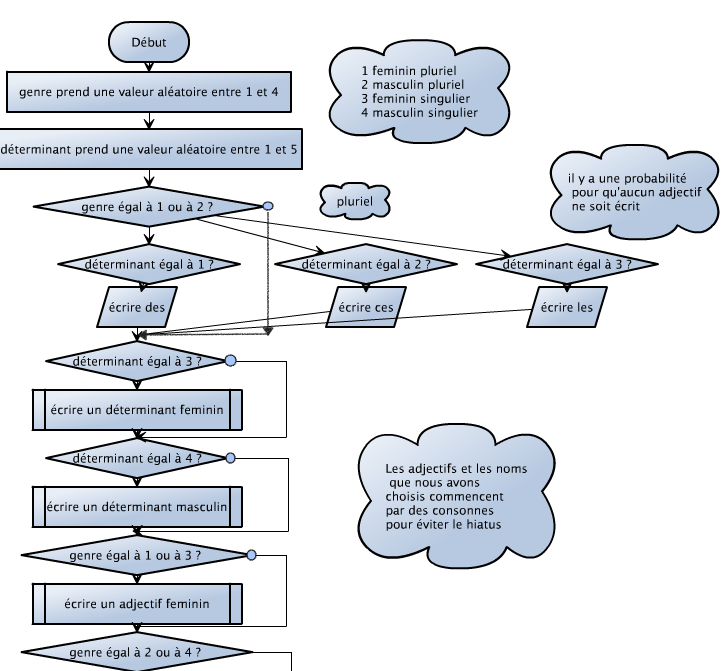 Début
genre prend une valeur aléatoire entre 1 et 4
1 feminin pluriel
2 masculin pluriel
3 feminin singulier
4 masculin singulier
déterminant prend une valeur aléatoire entre 1 et 5
il y a une probabilité
pour qu'aucun adjectif
ne soit écrit
genre égal à 1 ou à 2 ?
pluriel
déterminant égal à 1 ?
déterminant égal à 2 ?
déterminant égal à 3 ?
écrire des
écrire ces
écrire les
déterminant égal à 3 ?
écrire un déterminant feminin
déterminant égal à 4 ?
Les adjectifs et les noms
que nous avons
choisis commencent
par des consonnes
pour éviter le hiatus
écrire un déterminant masculin
genre égal à 1 ou à 3 ?
écrire un adjectif feminin
genre égal à 2 ou à 4 ?